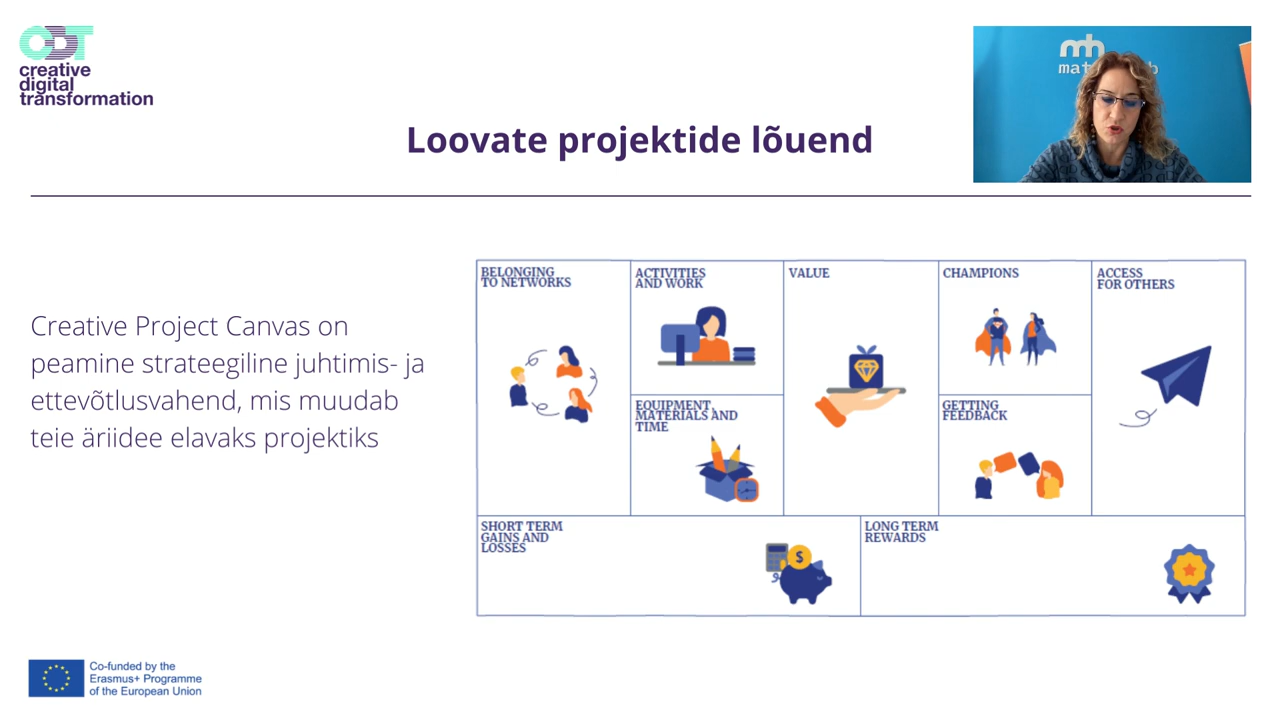 CDT
creative
digital
transformation
mh
Loovate projektide lõuend
Creative Project Canvas on
peamine strateegiline juhtimis- ja
ettevõtlusvahend, mis muudab
teie äriidee elavaks projektiks
BELONGING
TO NETWORKS
ACTIVITIES
AND WORK
EQUIPMENT,
MATERIALS AND
TIME
VALUE
CHAMPIONS
GETTING
FEEDBACK
ACCESS
FOR OTHERS
SHORT TERM
GAINS AND
LOSSES
$
LONG TERM
REWARDS
Co-funded by the
Erasmus+ Programme
of the European Union